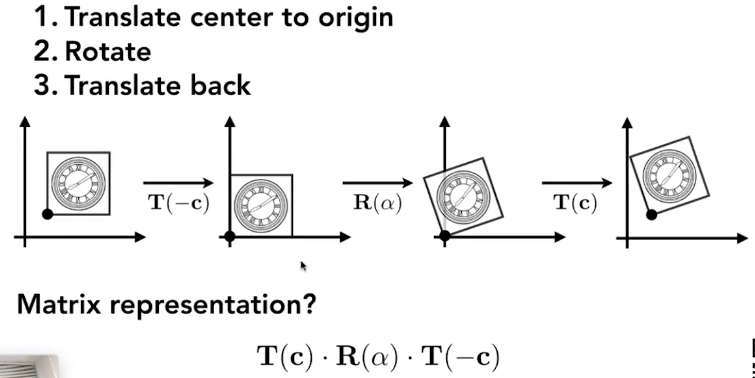 1. Translate center to origin
2. Rotate
3. Translate back
T(−c)
R(α)
T(c)
Matrix representation?
T(c) · R(α) · T(−c)